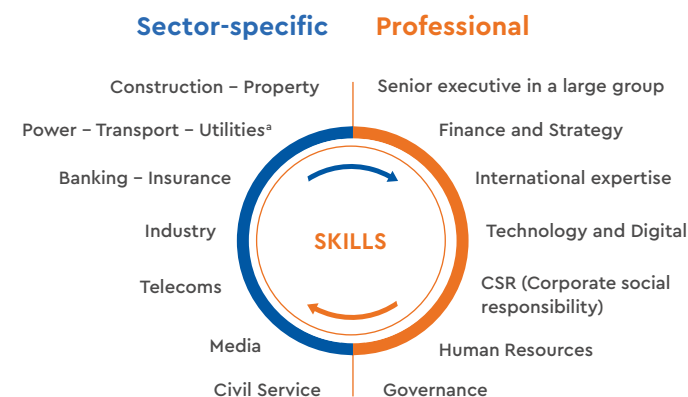 Sector-specific
Professional
Construction – Property
Power – Transport – Utilitiesᵃ
Banking – Insurance
Industry
Telecoms
Media
Civil Service
SKILLS
Senior executive in a large group
Finance and Strategy
International expertise
Technology and Digital
CSR (Corporate social
responsibility)
Human Resources
Governance